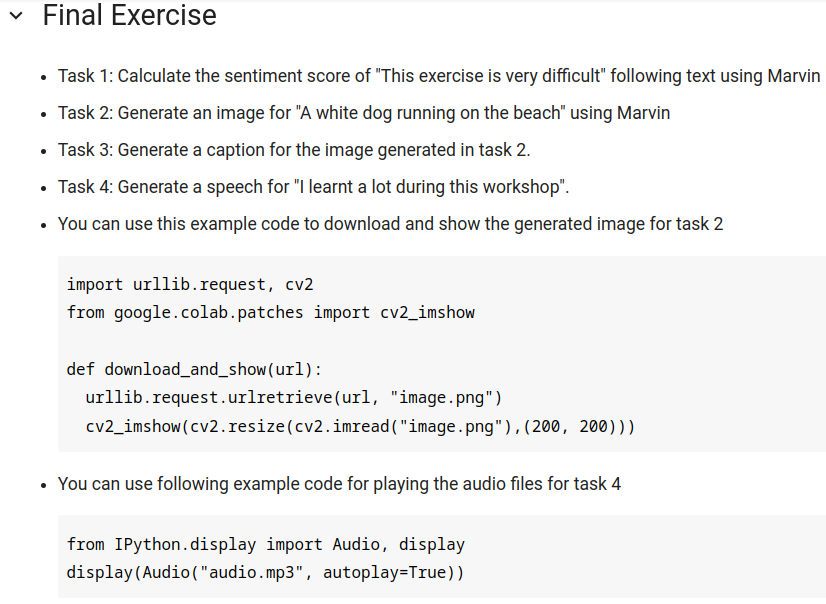 Final Exercise
Task 1: Calculate the sentiment score of "This exercise is very difficult" following text using Marvin
Task 2: Generate an image for "A white dog running on the beach" using Marvin
Task 3: Generate a caption for the image generated in task 2.
Task 4: Generate a speech for "I learnt a lot during this workshop".
You can use this example code to download and show the generated image for task 2
import urllib.request, cv2
from google.colab.patches import cv2_imshow
def download_and_show(url):
  urllib.request.urlretrieve(url, "image.png")
  cv2_imshow(cv2.resize(cv2.imread("image.png"),(200, 200)))
You can use following example code for playing the audio files for task 4
from IPython.display import Audio, display
display(Audio("audio.mp3", autoplay=True))